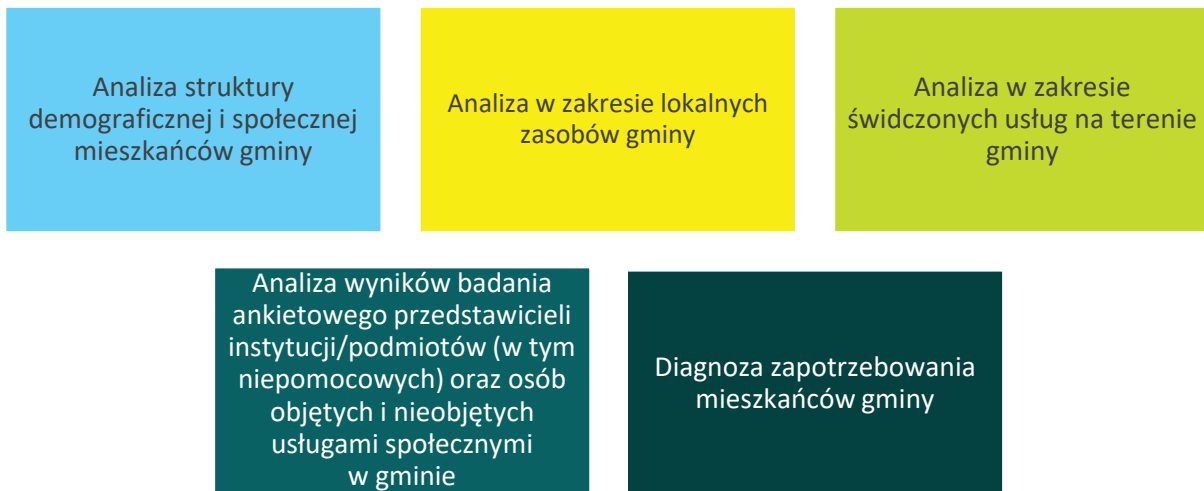 Analiza struktury
demograficznej i społecznej
mieszkańców gminy
Analiza w zakresie lokalnych
zasobów gminy
Analiza w zakresie
świdczonych usług na terenie
gminy
Analiza wyników badania
ankietowego przedstawicieli
instytucji/podmiotów (w tym
niepomocowych) oraz osób
objętych i nieobjętych
usługami społecznymi
w gminie
Diagnoza zapotrzebowania
mieszkańców gminy